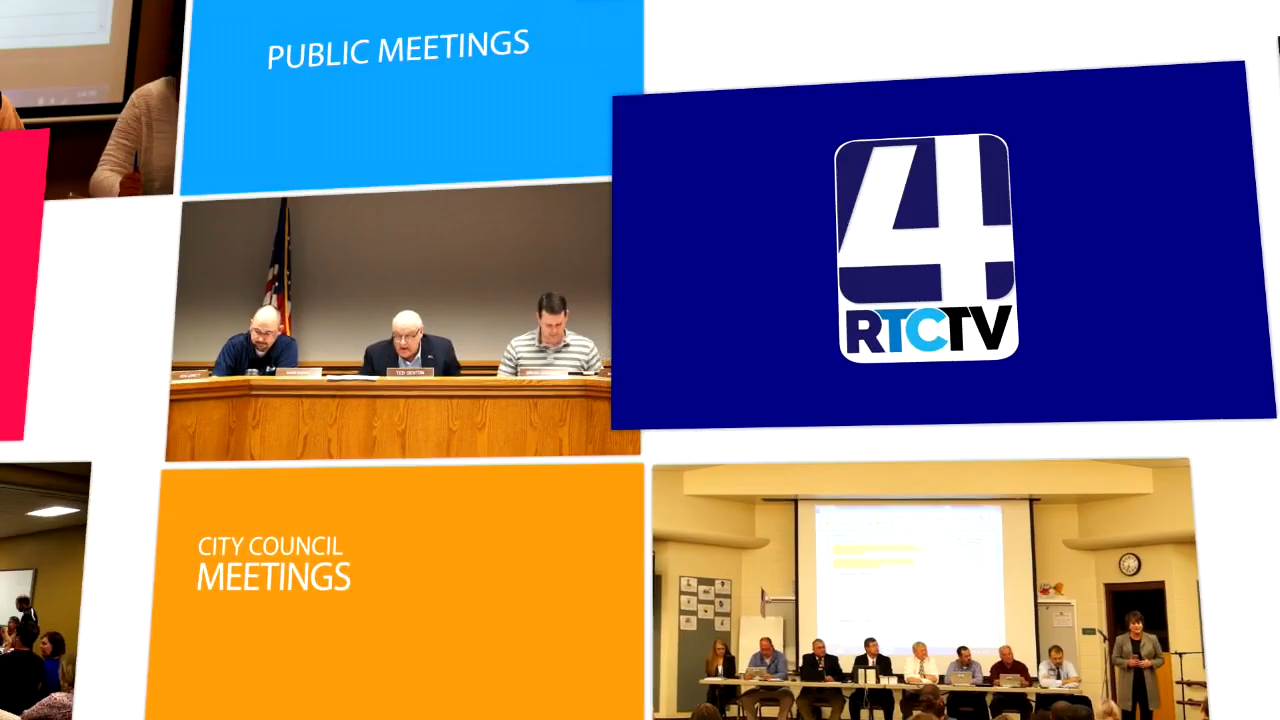 PUBLIC MEETINGS
4
RTCTV
TED DENTON
CITY COUNCIL
MEETINGS